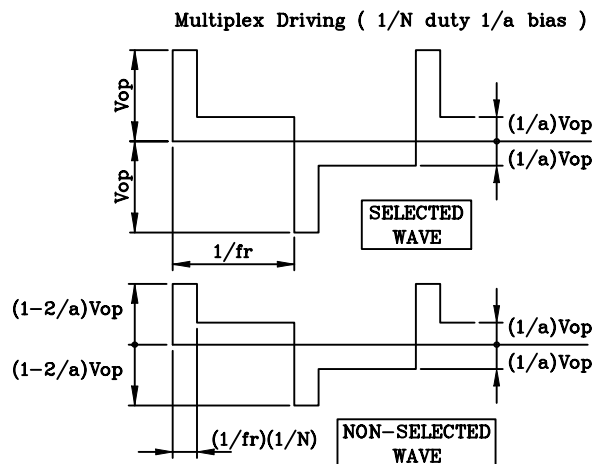 Multiplex Driving ( 1/N duty 1/a bias )
Vop
Vop
(1/a)Vop
(1/a)Vop
SELECTED
WAVE
1/fr
(1-2/a)Vop
(1-2/a)Vop
(1/a)Vop
(1/a)Vop
(1/fr)(1/N)
NON-SELECTED
WAVE